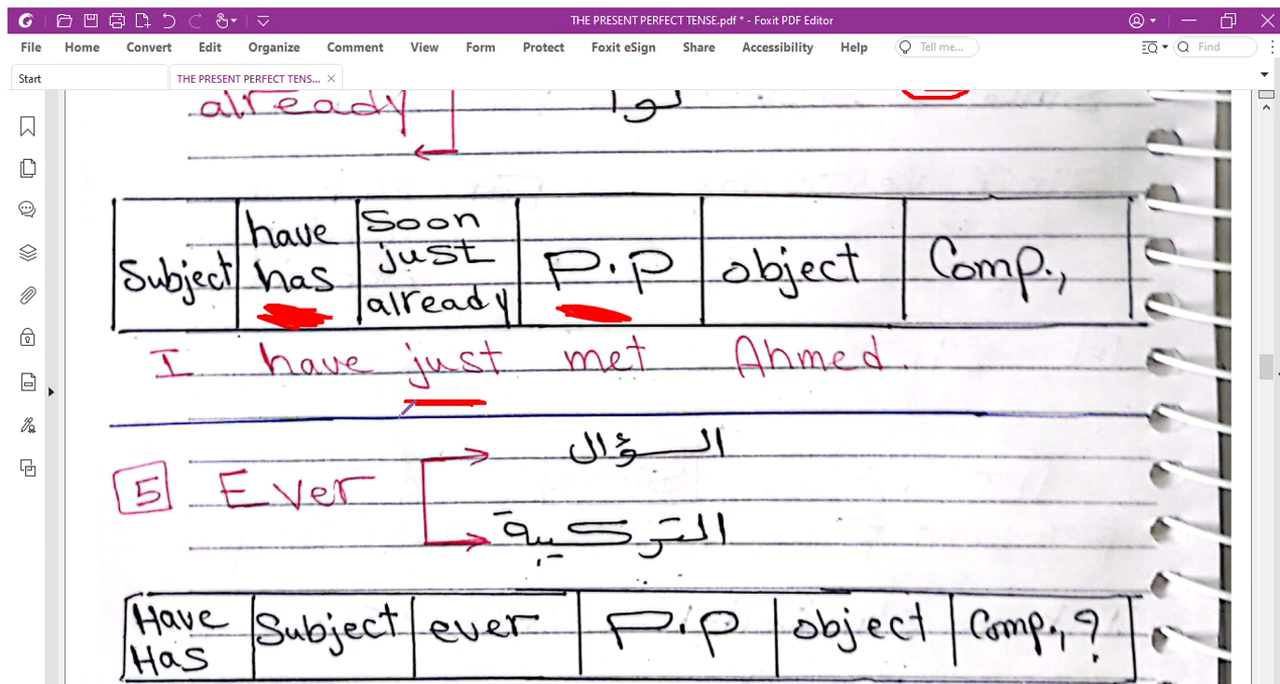 THE PRESENT PERFECT TENSE.pdf * - Foxit PDF Editor
File Home Convert Edit Organize Comment View Form Protect Foxit eSign Share Accessibility Help Tell me... Find
Start THE PRESENT PERFECT TENS...
already
Subject have has Soon just already P.P object Comp.,
I have just met Ahmed.
السؤال
5 Ever
التركيبة
Have Has Subject ever P.P object Comp., ?